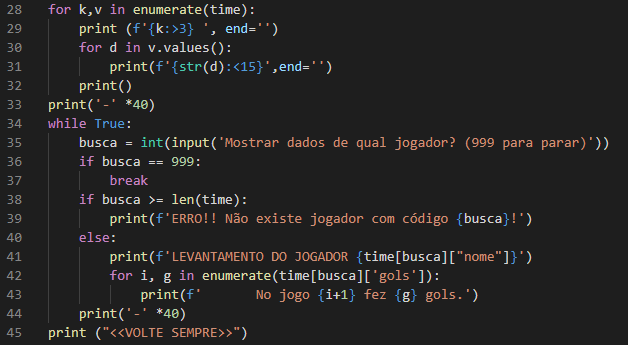 28 for k,v in enumerate(time):
29     print (f'{k:>3} ', end='')
30     for d in v.values():
31         print(f'{str(d):<15}',end='')
32     print()
33 print('-' *40)
34 while True:
35     busca = int(input('Mostrar dados de qual jogador? (999 para parar)'))
36     if busca == 999:
37         break
38     if busca >= len(time):
39         print(f'ERRO!! Não existe jogador com código {busca}!')
40     else:
41         print(f'LEVANTAMENTO DO JOGADOR {time[busca]["nome"]}')
42         for i, g in enumerate(time[busca]['gols']):
43             print(f'       No jogo {i+1} fez {g} gols.')
44     print('-' *40)
45 print ("<<VOLTE SEMPRE>>")